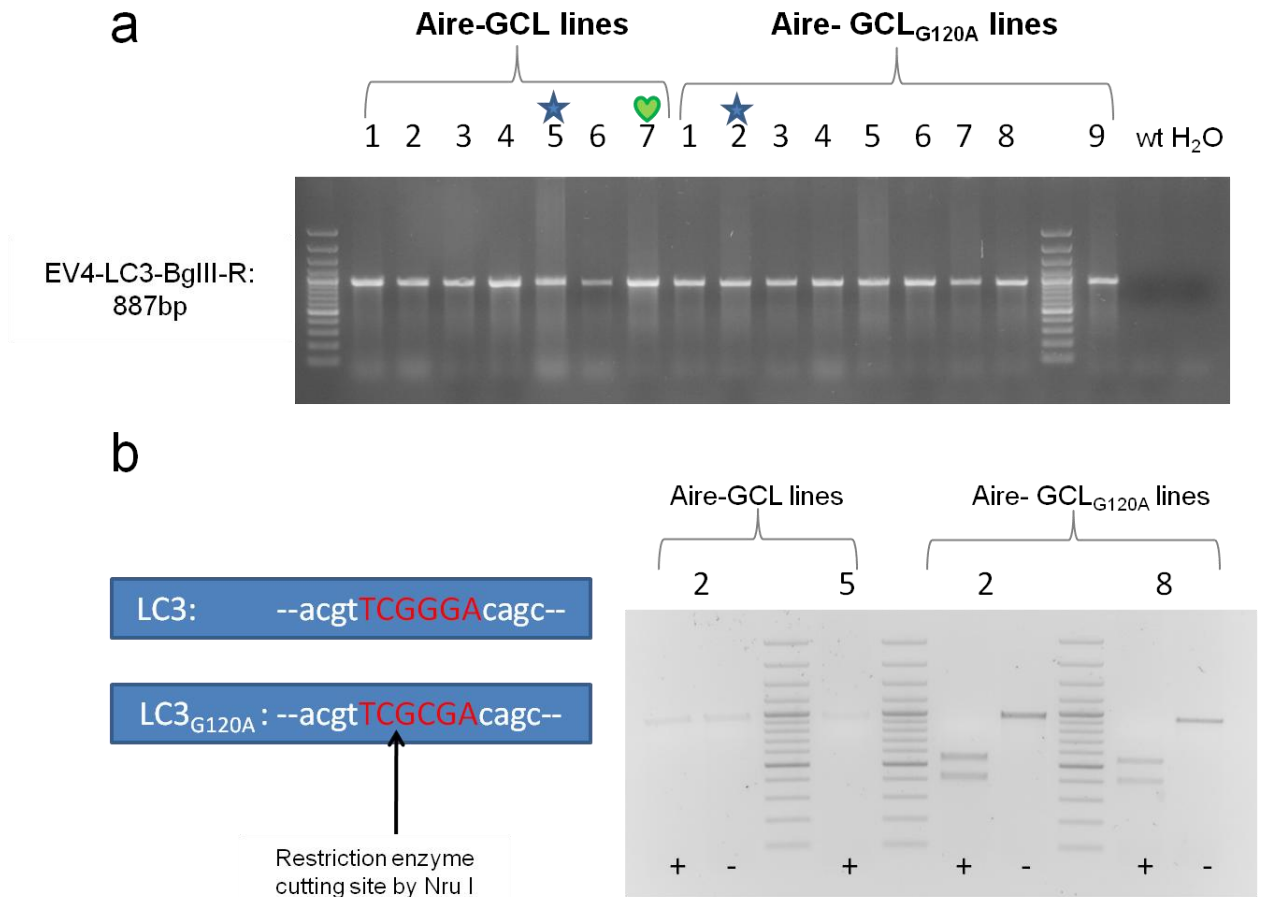 a
Aire-GCL lines
Aire- GCLG120A lines
1 2 3 4 5 6 7 1 2 3 4 5 6 7 8 9 wt H2O
EV4-LC3-BglII-R:
887bp
b
Aire-GCL lines
Aire- GCLG120A lines
2 5 2 8
LC3: --acgtTCGGGAcagc--
LC3G120A: --acgtTCGCGAcagc--
Restriction enzyme
cutting site by Nru I
+ - + + - + -